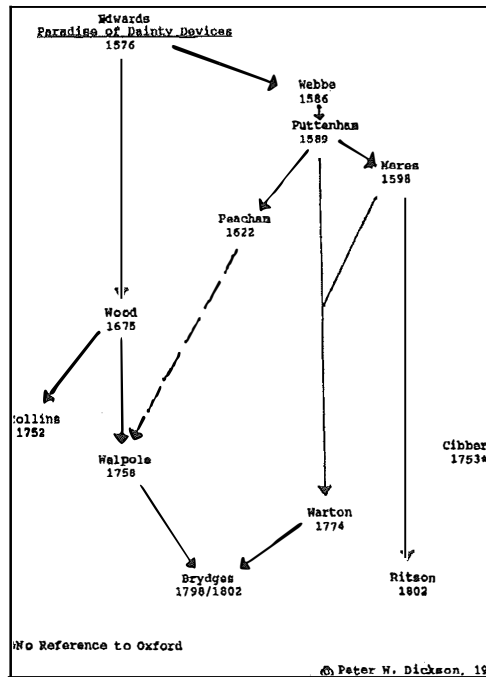 Edwards
Paradise of Dainty Devices
1576
Webbe
1586
Puttenham
1589
Meres
1598
Peacham
1622
Wood
1675
Collins
1752
Walpole
1758
Cibber
1753*
Warton
1774
Brydges
1798/1802
Ritson
1802
*No Reference to Oxford
© Peter W. Dickson, 19